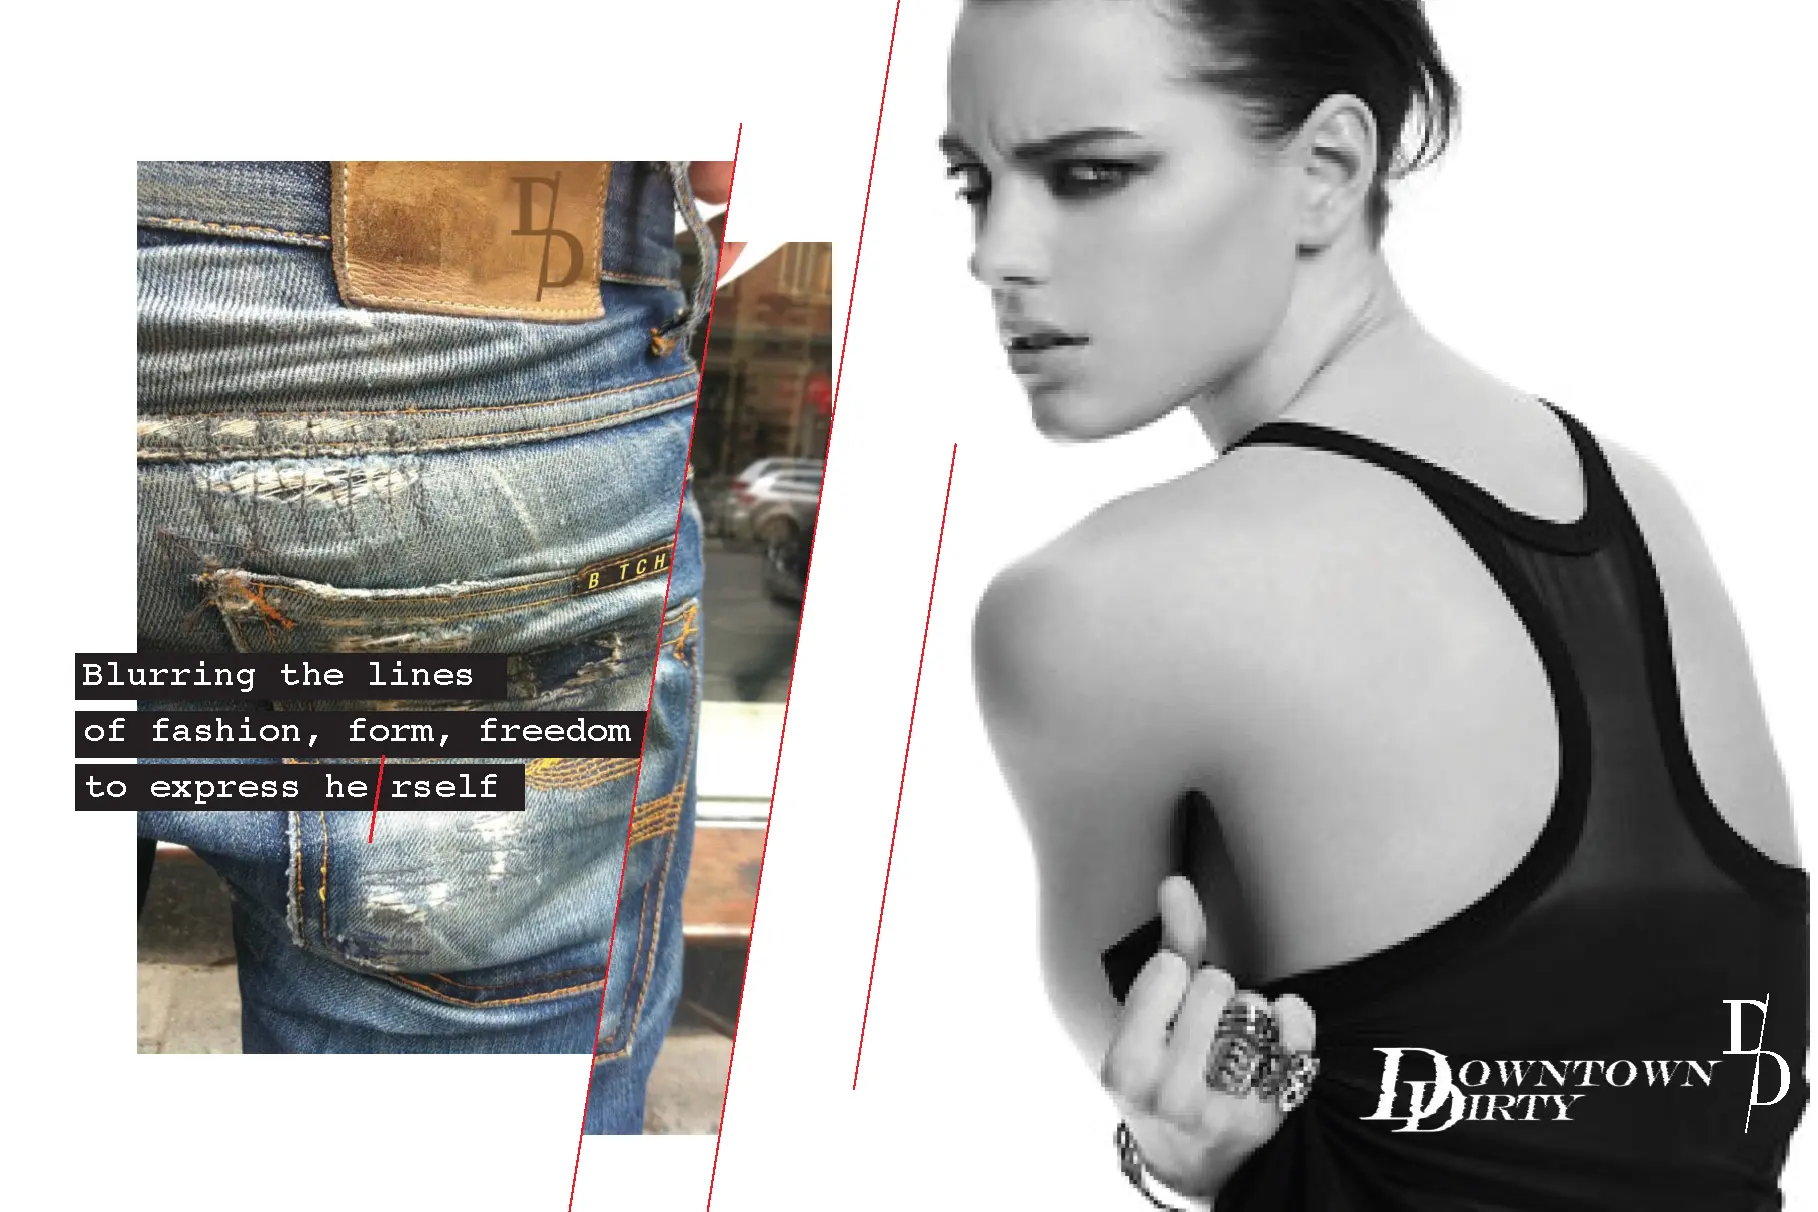 D
D
B TCH
Blurring the lines
of fashion, form, freedom
to express he/rself
DOWNTOWN
DIRTY
D
D